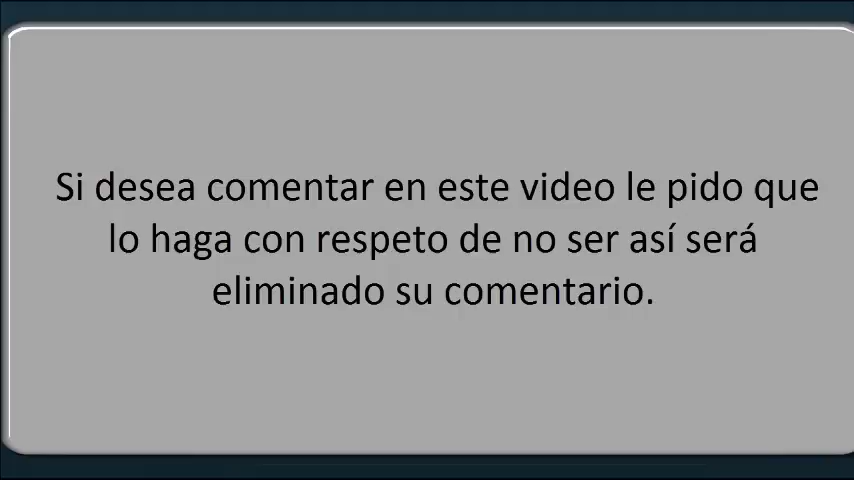 Si desea comentar en este video le pido que
lo haga con respeto de no ser así será
eliminado su comentario.